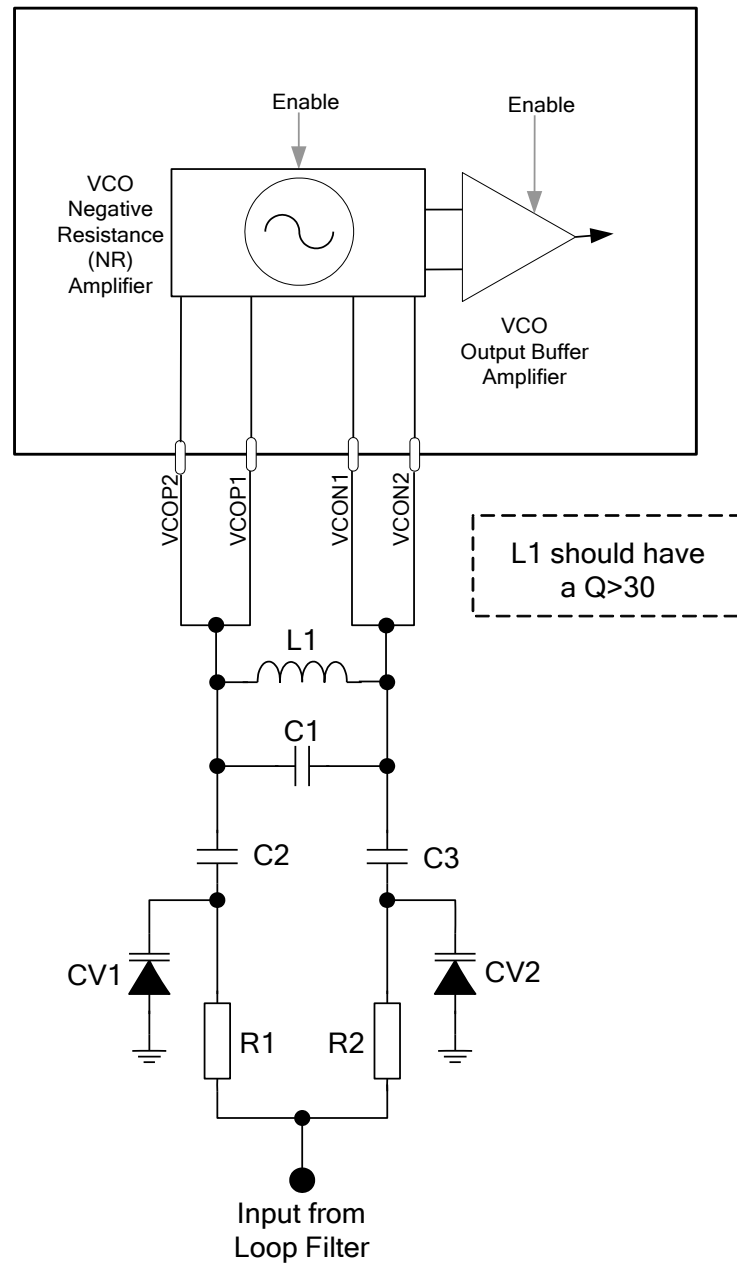 Enable
Enable
VCO
Negative
Resistance
(NR)
Amplifier
VCO
Output Buffer
Amplifier
VCOP2
VCOP1
VCON1
VCON2
L1 should have
a Q>30
L1
C1
C2
C3
CV1
CV2
R1
R2
Input from
Loop Filter